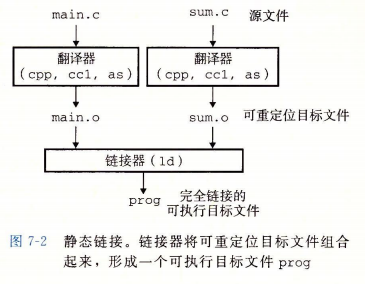 main.c sum.c 源文件
翻译器 翻译器
(cpp, cc1, as) (cpp, cc1, as)
main.o sum.o 可重定位目标文件
链接器(ld)
prog 完全链接的
可执行目标文件
图 7-2 静态链接。链接器将可重定位目标文件组合
起来，形成一个可执行目标文件 prog